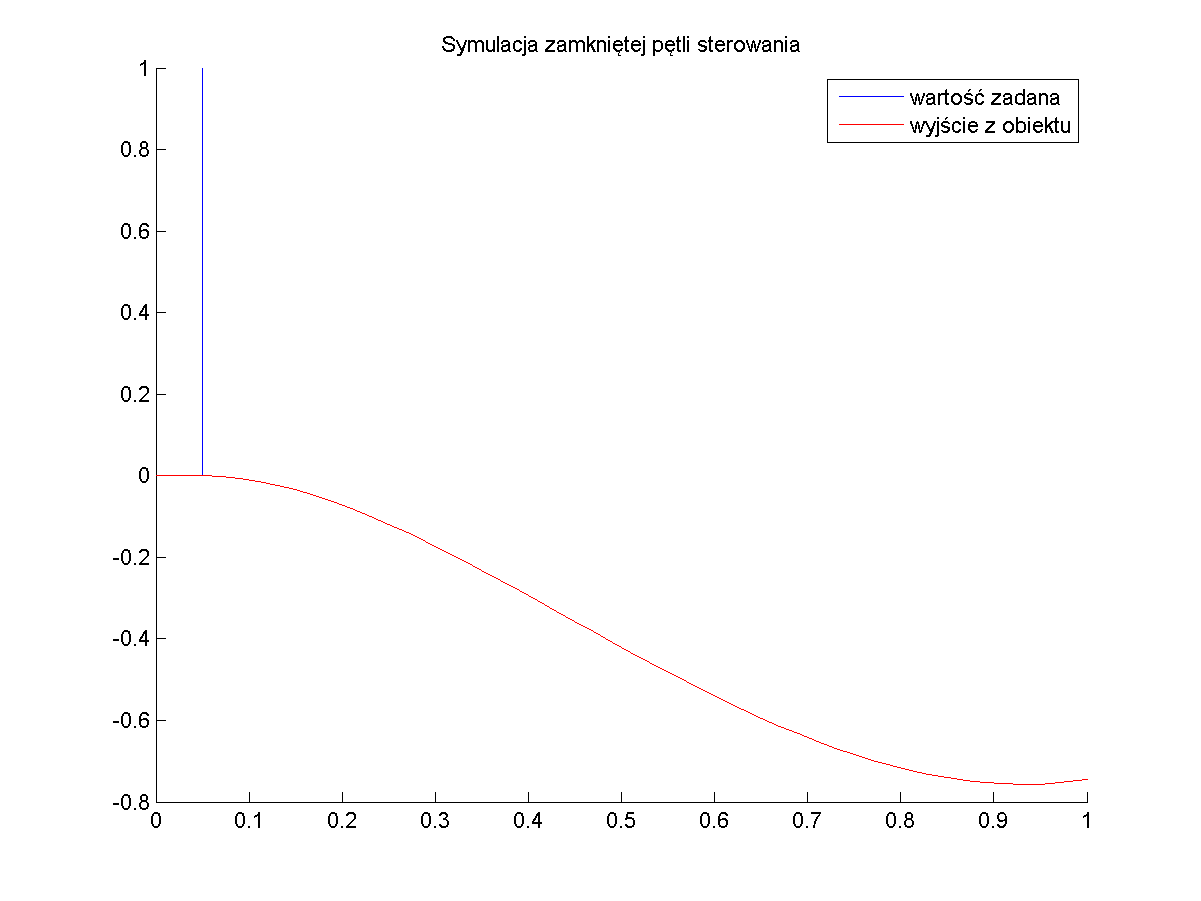 Symulacja zamkniętej pętli sterowania
wartość zadana
wyjście z obiektu
1
0.8
0.6
0.4
0.2
0
-0.2
-0.4
-0.6
-0.8
0 0.1 0.2 0.3 0.4 0.5 0.6 0.7 0.8 0.9 1